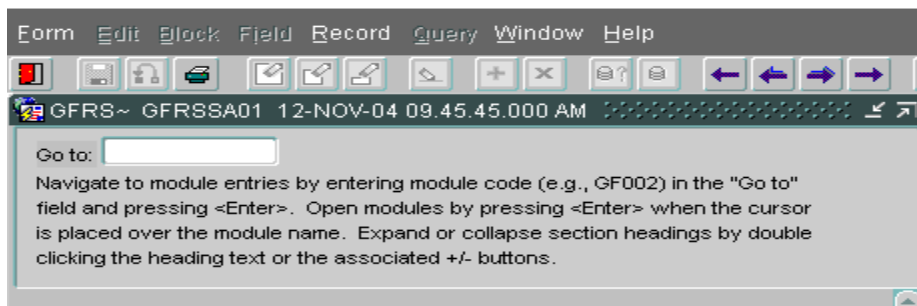 Form Edit Block Field Record Query Window Help
GFRS~ GFRSSA01 12-NOV-04 09.45.45.000 AM
Go to:
Navigate to module entries by entering module code (e.g., GF002) in the "Go to"
field and pressing <Enter>. Open modules by pressing <Enter> when the cursor
is placed over the module name. Expand or collapse section headings by double
clicking the heading text or the associated +/- buttons.